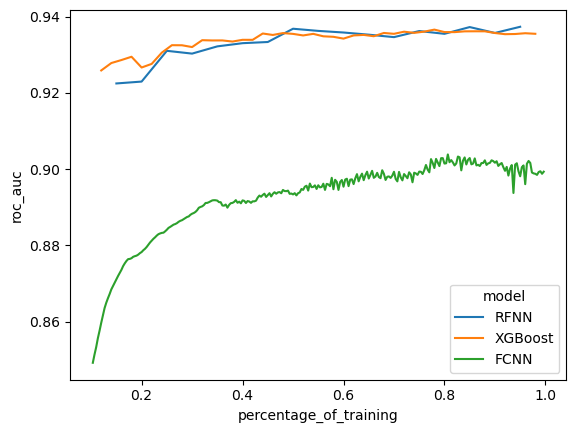 0.94
0.92
0.90
0.88
0.86
roc_auc
0.2
0.4
0.6
0.8
1.0
percentage_of_training
model
RFNN
XGBoost
FCNN